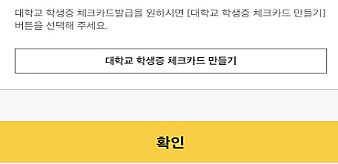 대학교 학생증 체크카드발급을 원하시면 [대학교 학생증 체크카드 만들기]
버튼을 선택해 주세요.
대학교 학생증 체크카드 만들기
확인